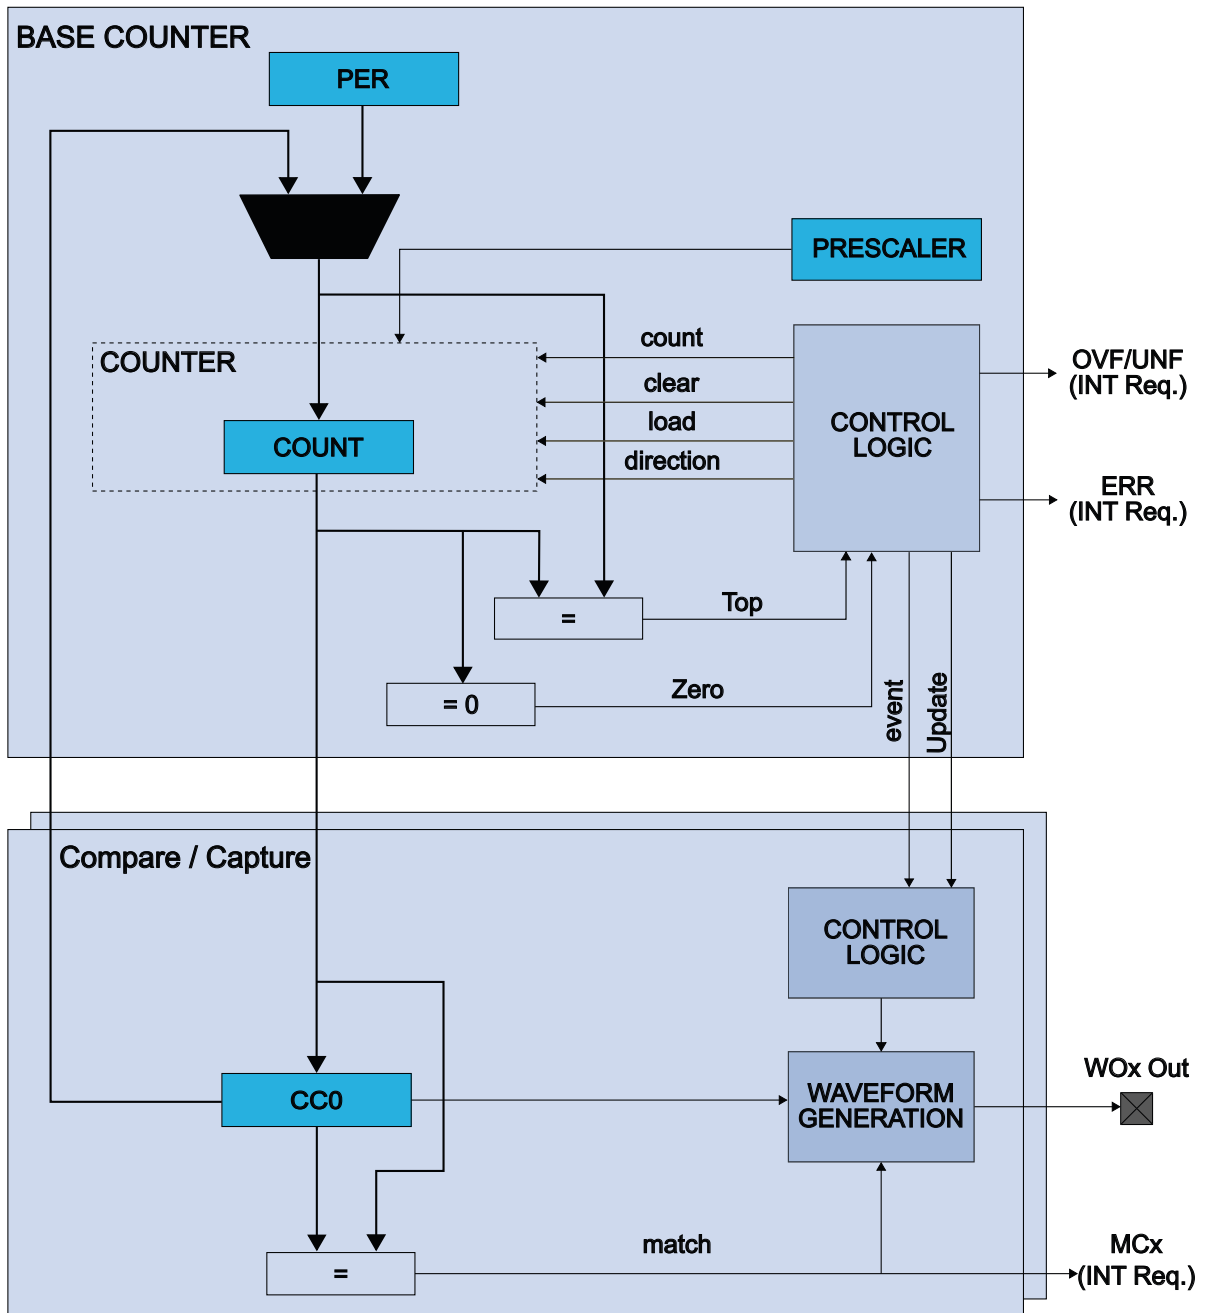 BASE COUNTER
PER
PRESCALER
COUNTER
count
clear
load
direction
COUNT
CONTROL
LOGIC
OVF/UNF
(INT Req.)
ERR
(INT Req.)
=
Top
= 0
Zero
event
Update
Compare / Capture
CONTROL
LOGIC
CC0
WAVEFORM
GENERATION
WOx Out
=
match
MCx
(INT Req.)